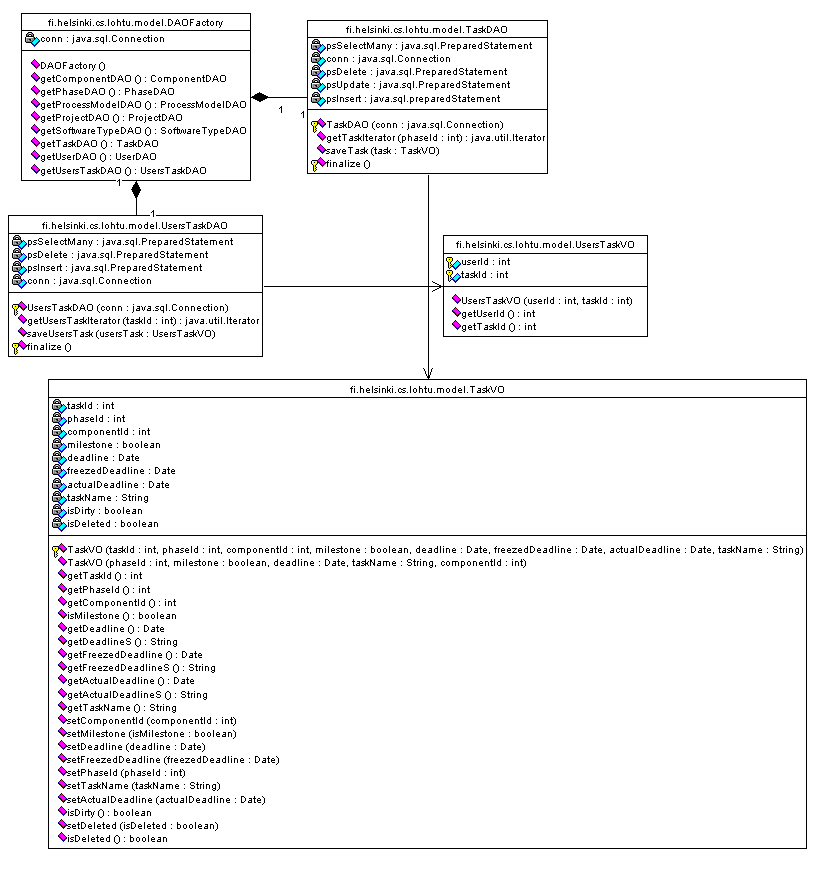 fi.helsinki.cs.lohtu.model.DAOFactory
conn : java.sql.Connection
DAOFactory ()
getComponentDAO () : ComponentDAO
getPhaseDAO () : PhaseDAO
getProcessModelDAO () : ProcessModelDAO
getProjectDAO () : ProjectDAO
getSoftwareTypeDAO () : SoftwareTypeDAO
getTaskDAO () : TaskDAO
getUserDAO () : UserDAO
getUsersTaskDAO () : UsersTaskDAO
1
1
fi.helsinki.cs.lohtu.model.TaskDAO
psSelectMany : java.sql.PreparedStatement
conn : java.sql.Connection
psDelete : java.sql.PreparedStatement
psUpdate : java.sql.PreparedStatement
psInsert : java.sql.preparedStatement
TaskDAO (conn : java.sql.Connection)
getTaskIterator (phaseId : int) : java.util.Iterator
saveTask (task : TaskVO)
finalize ()
1
1
fi.helsinki.cs.lohtu.model.UsersTaskDAO
psSelectMany : java.sql.PreparedStatement
psDelete : java.sql.PreparedStatement
psInsert : java.sql.PreparedStatement
conn : java.sql.Connection
UsersTaskDAO (conn : java.sql.Connection)
getUsersTaskIterator (taskId : int) : java.util.Iterator
saveUsersTask (usersTask : UsersTaskVO)
finalize ()
fi.helsinki.cs.lohtu.model.UsersTaskVO
userId : int
taskId : int
UsersTaskVO (userId : int, taskId : int)
getUserId () : int
getTaskId () : int
fi.helsinki.cs.lohtu.model.TaskVO
taskId : int
phaseId : int
componentId : int
milestone : boolean
deadline : Date
freezedDeadline : Date
actualDeadline : Date
taskName : String
isDirty : boolean
isDeleted : boolean
TaskVO (taskId : int, phaseId : int, componentId : int, milestone : boolean, deadline : Date, freezedDeadline : Date, actualDeadline : Date, taskName : String)
TaskVO (phaseId : int, milestone : boolean, deadline : Date, taskName : String, componentId : int)
getTaskId () : int
getPhaseId () : int
getComponentId () : int
isMilestone () : boolean
getDeadline () : Date
getDeadlineS () : String
getFreezedDeadline () : Date
getFreezedDeadlineS () : String
getActualDeadline () : Date
getActualDeadlineS () : String
getTaskName () : String
setComponentId (componentId : int)
setMilestone (isMilestone : boolean)
setDeadline (deadline : Date)
setFreezedDeadline (freezedDeadline : Date)
setPhaseId (phaseId : int)
setTaskName (taskName : String)
setActualDeadline (actualDeadline : Date)
isDirty () : boolean
setDeleted (isDeleted : boolean)
isDeleted () : boolean